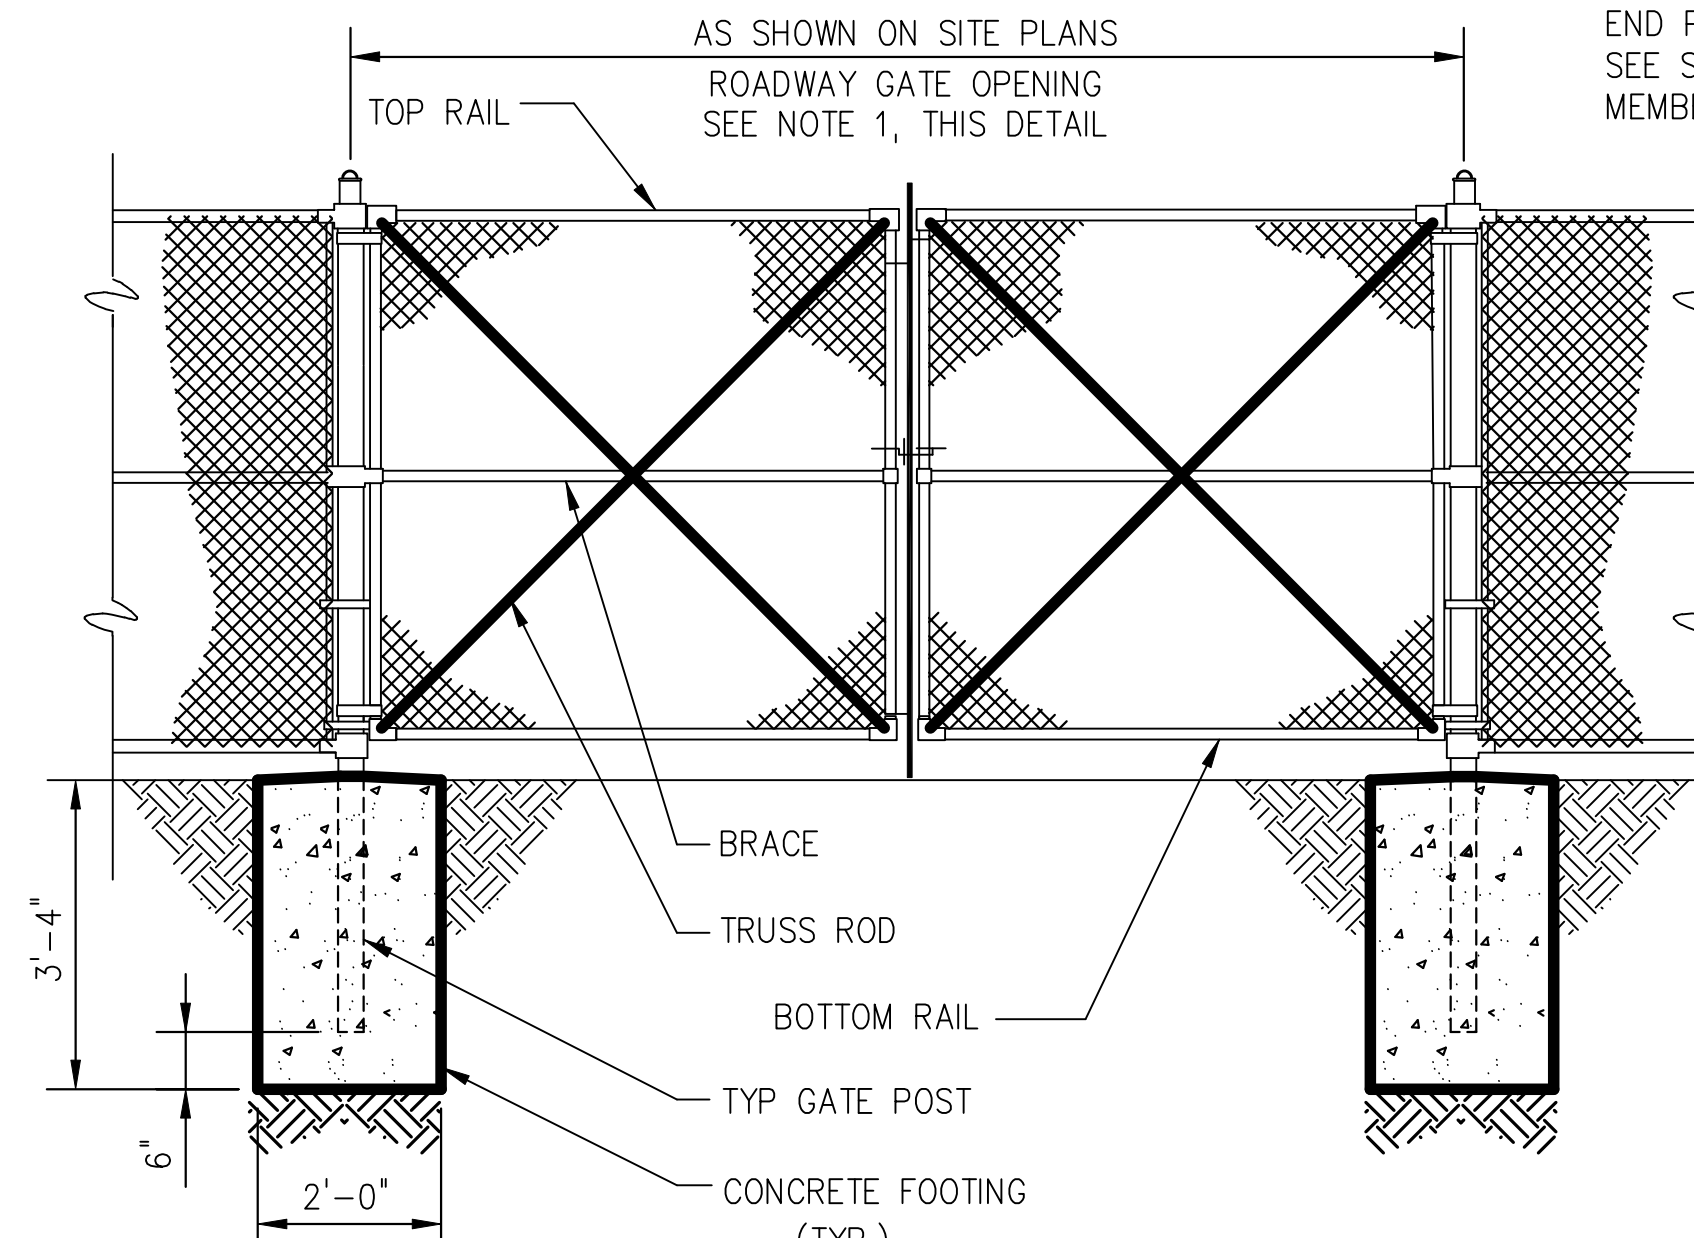 AS SHOWN ON SITE PLANS
ROADWAY GATE OPENING
SEE NOTE 1, THIS DETAIL
TOP RAIL
END
SEE
BRACE
TRUSS ROD
BOTTOM RAIL
TYP GATE POST
CONCRETE FOOTING
(TYP.)
3'-4"
6"
2'-0"